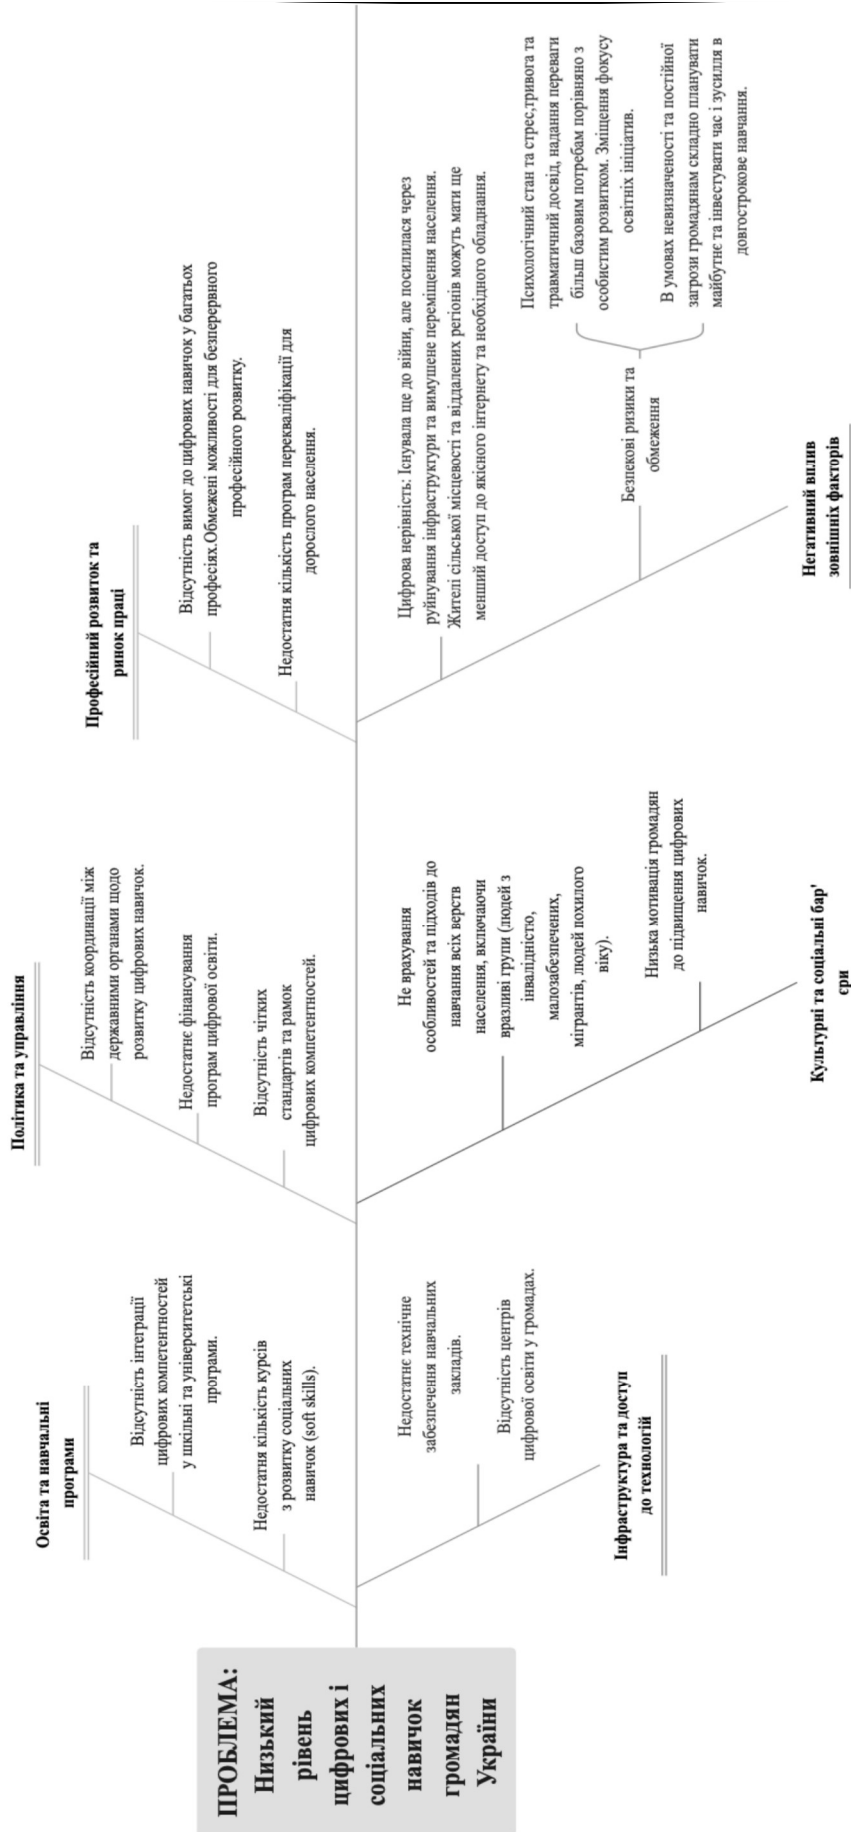 ПРОБЛЕМА:
Низький
рівень
цифрових і
соціальних
навичок
громадян
України
Освіта та навчальні
програми
Відсутність інтеграції
цифрових компетентностей
у шкільні та університетські
програми.
Недостатня кількість курсів
з розвитку соціальних
навичок (soft skills).
Політика та управління
Відсутність координації між
державними органами щодо
розвитку цифрових навичок.
Недостатнє фінансування
програм цифрової освіти.
Відсутність чітких
стандартів та рамок
цифрових компетентностей.
Професійний розвиток та
ринок праці
Відсутність вимог до цифрових навичок у багатьох
професіях.Обмежені можливості для безперервного
професійного розвитку.
Недостатня кількість програм перекваліфікації для
дорослого населення.
Недостатнє технічне
забезпечення навчальних
закладів.
Відсутність центрів
цифрової освіти у громадах.
Інфраструктура та доступ
до технологій
Не врахування
особливостей та підходів до
навчання всіх верств
населення, включаючи
вразливі групи (людей з
інвалідністю,
малозабезпечених,
мігрантів, людей похилого
віку).
Низька мотивація громадян
до підвищення цифрових
навичок.
Культурні та соціальні бар'
єри
Цифрова нерівність: Існувала ще до війни, але посилилася через
руйнування інфраструктури та вимушене переміщення населення.
Жителі сільської місцевості та віддалених регіонів можуть мати ще
менший доступ до якісного інтернету та необхідного обладнання.
Безпекові ризики та
обмеження
Психологічний стан та стрес,тривога та
травматичний досвід, надання переваги
більш базовим потребам порівняно з
особистим розвитком. Зміщення фокусу
освітніх ініціатив.
В умовах невизначеності та постійної
загрози громадянам складно планувати
майбутнє та інвестувати час і зусилля в
довгострокове навчання.
Негативний вплив
зовнішніх факторів